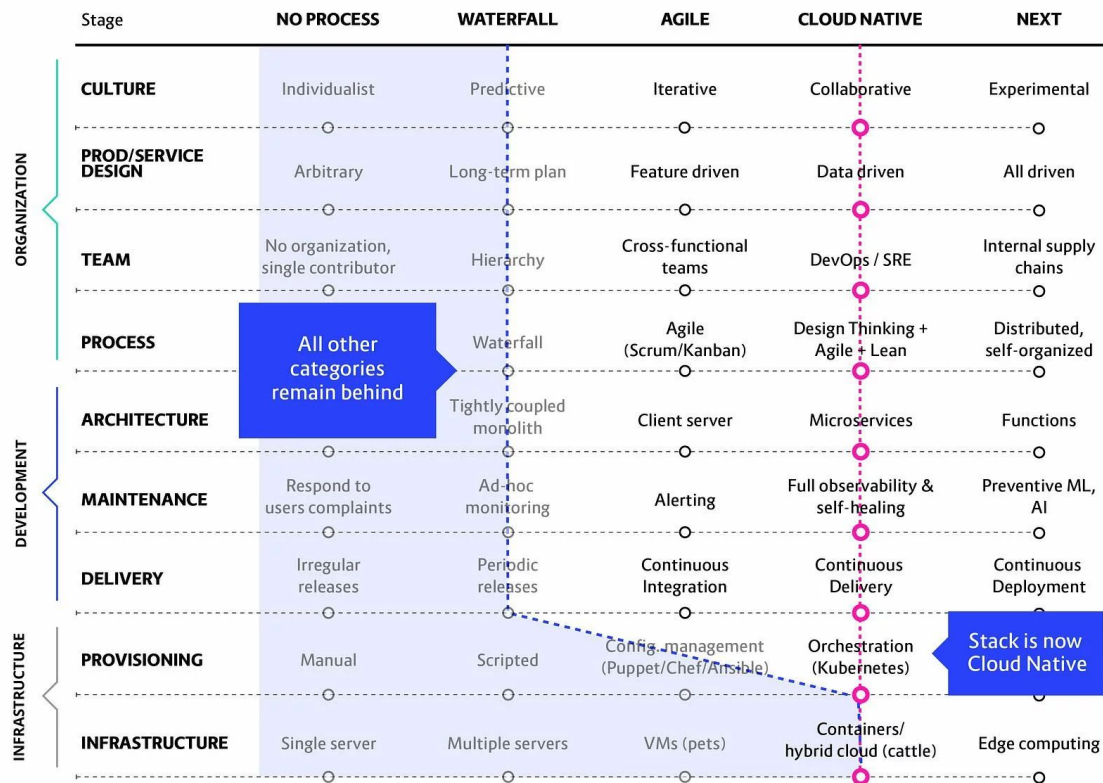 Stage NO PROCESS WATERFALL AGILE CLOUD NATIVE NEXT
ORGANIZATION
CULTURE Individualist Predictive Iterative Collaborative Experimental
PROD/SERVICE
DESIGN Arbitrary Long-term plan Feature driven Data driven All driven
TEAM
No organization,
single contributor
Hierarchy
Cross-functional
teams
DevOps / SRE
Internal supply
chains
PROCESS
All other
categories
remain behind
Waterfall
Agile
(Scrum/Kanban)
Design Thinking +
Agile + Lean
Distributed,
self-organized
DEVELOPMENT
ARCHITECTURE
Tightly coupled
monolith
Client server
Microservices
Functions
MAINTENANCE
Respond to
users complaints
Ad-hoc
monitoring
Alerting
Full observability &
self-healing
Preventive ML,
AI
DELIVERY
Irregular
releases
Periodic
releases
Continuous
Integration
Continuous
Delivery
Continuous
Deployment
INFRASTRUCTURE
PROVISIONING
Manual
Scripted
Config. management
(Puppet/Chef/Ansible)
Orchestration
(Kubernetes)
Stack is now
Cloud Native
INFRASTRUCTURE
Single server
Multiple servers
VMs (pets)
Containers/
hybrid cloud (cattle)
Edge computing